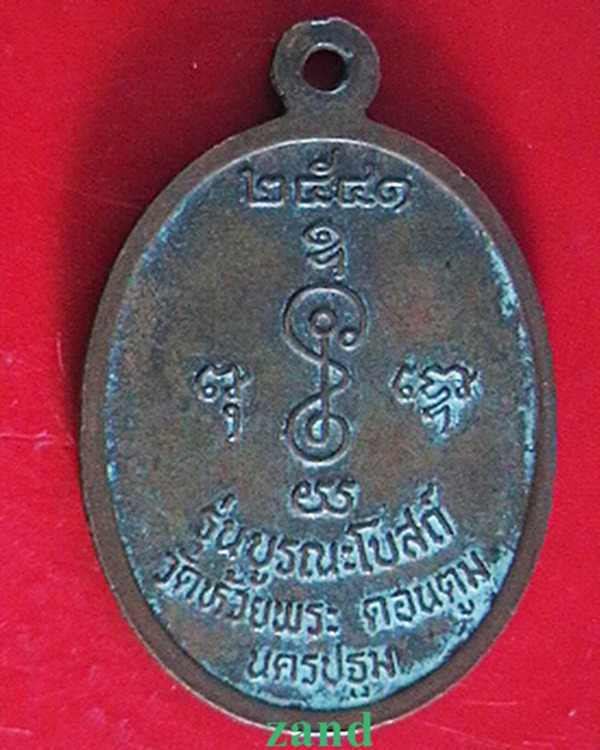 ๒๕๔๑
รุ่นบูรณะโบสถ์
วัดห้วยพระ ดอนตูม
นครปฐม
zand